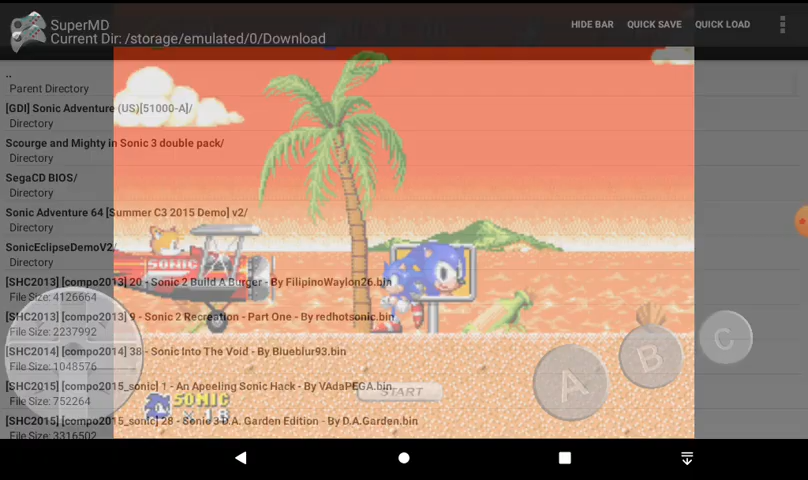 SuperMD
Current Dir: /storage/emulated/0/Download
HIDE BAR
QUICK SAVE
QUICK LOAD
..
Parent Directory
[GDI] Sonic Adventure (US)[51000-A]/
Directory
Scourge and Mighty in Sonic 3 double pack/
Directory
SegaCD BIOS/
Directory
Sonic Adventure 64 [Summer C3 2015 Demo] v2/
Directory
SonicEclipseDemoV2/
Directory
[SHC2013] [compo2013] 20 - Sonic 2 Build A Burger - By FilipinoWaylon26.bin
File Size: 4126664
[SHC2013] [compo2013] 9 - Sonic 2 Recreation - Part One - By redhotsonic.bin
File Size: 2237992
[SHC2014] [compo2014] 38 - Sonic Into The Void - By Blueblur93.bin
File Size: 1048576
[SHC2015] [compo2015_sonic] 1 - An Apeeling Sonic Hack - By VAdaPEGA.bin
File Size: 752264
[SHC2015] [compo2015_sonic] 28 - Sonic 3 D.A. Garden Edition - By D.A.Garden.bin
File Size: 3316502
SONIC
SONIC
× 18
START
A
B
C